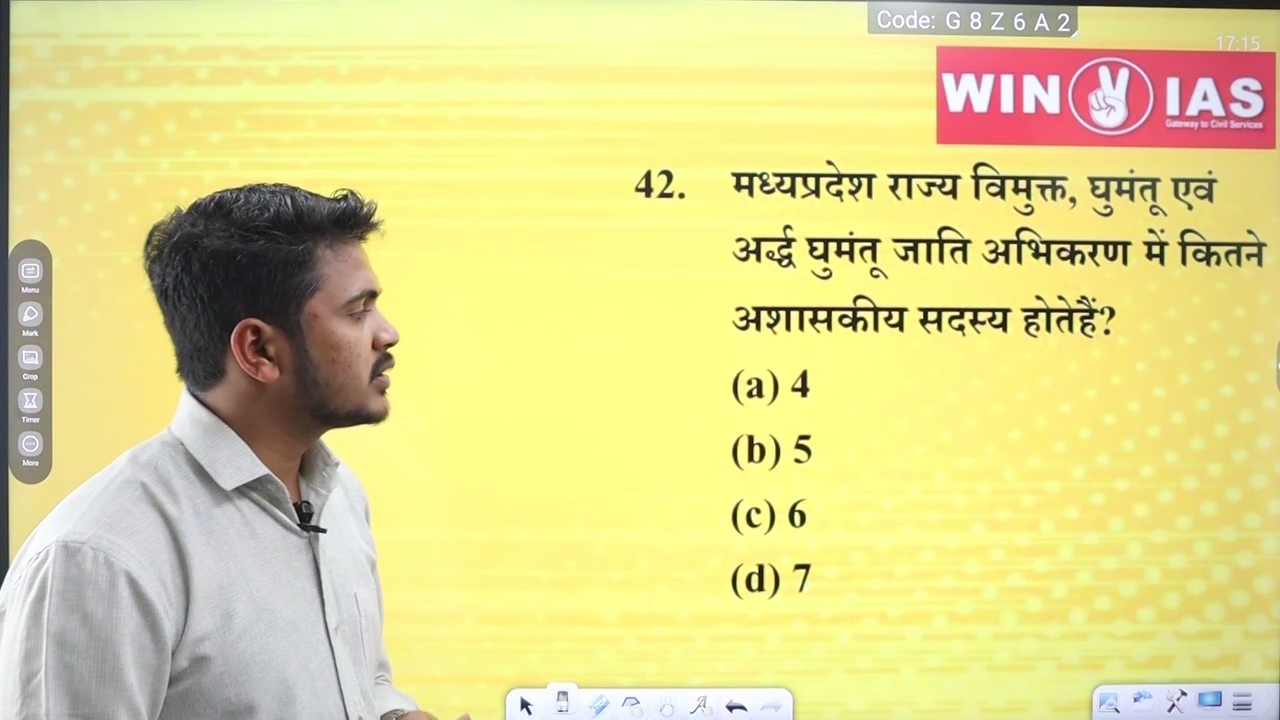 Code: G 8 Z 6 A 2
17:15
WIN IAS
Gateway to Civil Services
42. मध्यप्रदेश राज्य विमुक्त, घुमंतू एवं
अर्द्ध घुमंतू जाति अभिकरण में कितने
अशासकीय सदस्य होतेहैं?
(a) 4
(b) 5
(c) 6
(d) 7
Menu
Mark
Crop
Timer
More